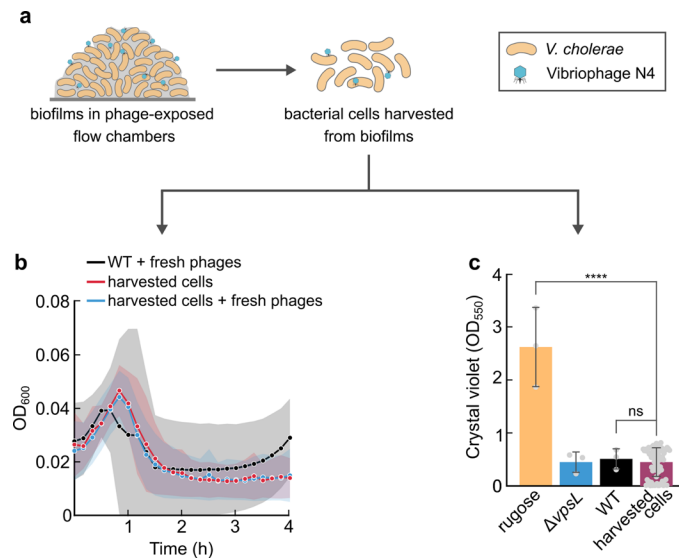 a
V. cholerae
Vibriophage N4
biofilms in phage-exposed
flow chambers
bacterial cells harvested
from biofilms
b
WT + fresh phages
harvested cells
harvested cells + fresh phages
0.08
0.06
0.04
0.02
0
OD600
0
1
2
3
4
Time (h)
c
4
3
2
1
0
Crystal violet (OD550)
****
ns
rugose
ΔvpsL
WT
harvested
cells